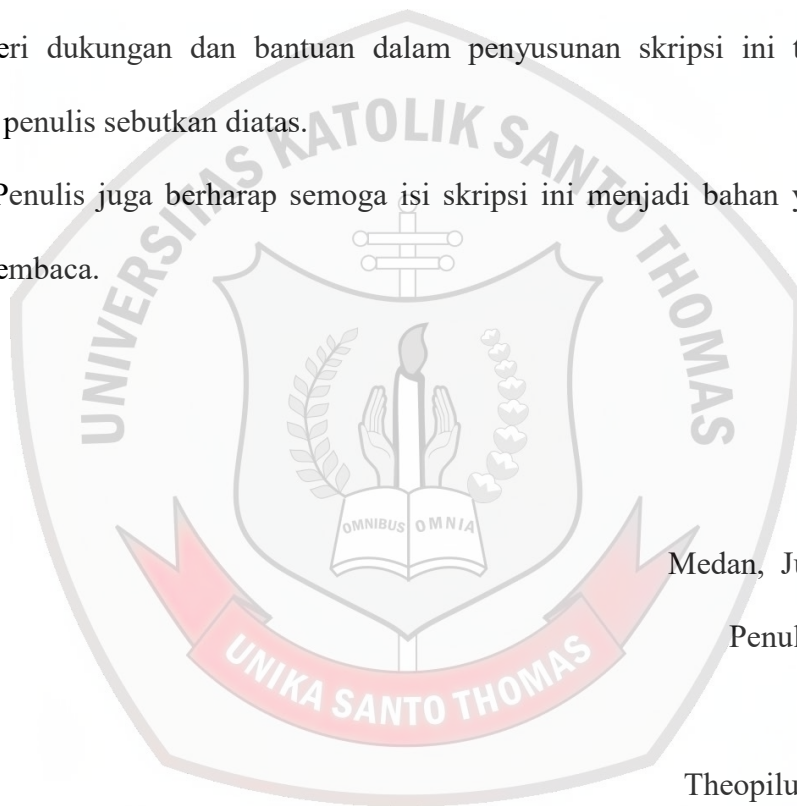 eri dukungan dan bantuan dalam penyusunan skripsi ini t
penulis sebutkan diatas.
Penulis juga berharap semoga isi skripsi ini menjadi bahan y
embaca.
UNIVERSITAS KATOLIK SANTO THOMAS
OMNIBUS OMNIA
Medan, Ju
Penul
UNIKA SANTO THOMAS
Theopilu